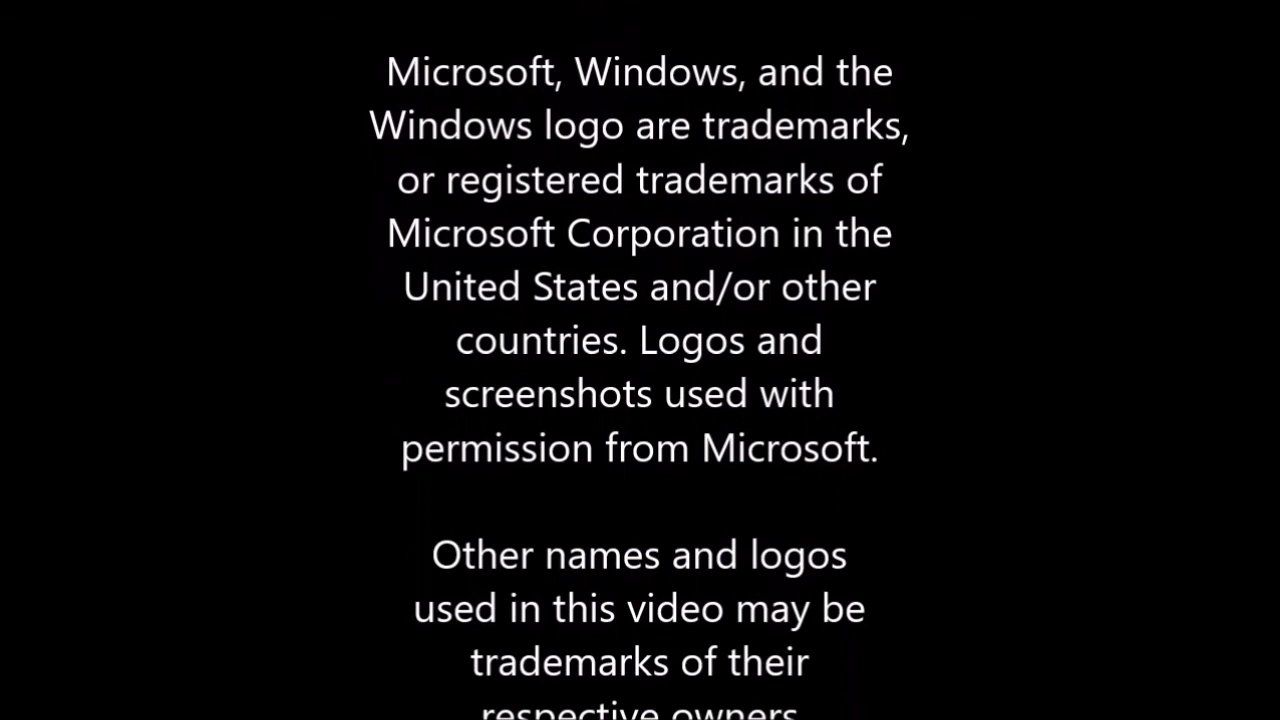 Microsoft, Windows, and the
Windows logo are trademarks,
or registered trademarks of
Microsoft Corporation in the
United States and/or other
countries. Logos and
screenshots used with
permission from Microsoft.
Other names and logos
used in this video may be
trademarks of their
respective owners